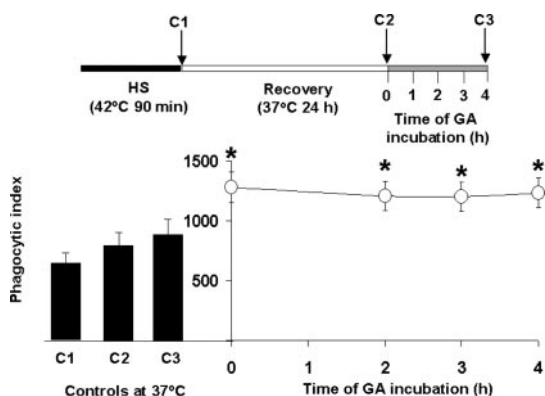 C1
C2
C3
HS
(42ºC 90 min)
Recovery
(37ºC 24 h)
0 1 2 3 4
Time of GA
incubation (h)
Phagocytic index
1500
1000
500
* * * *
C1 C2 C3
0 1 2 3 4
Controls at 37ºC
Time of GA incubation (h)